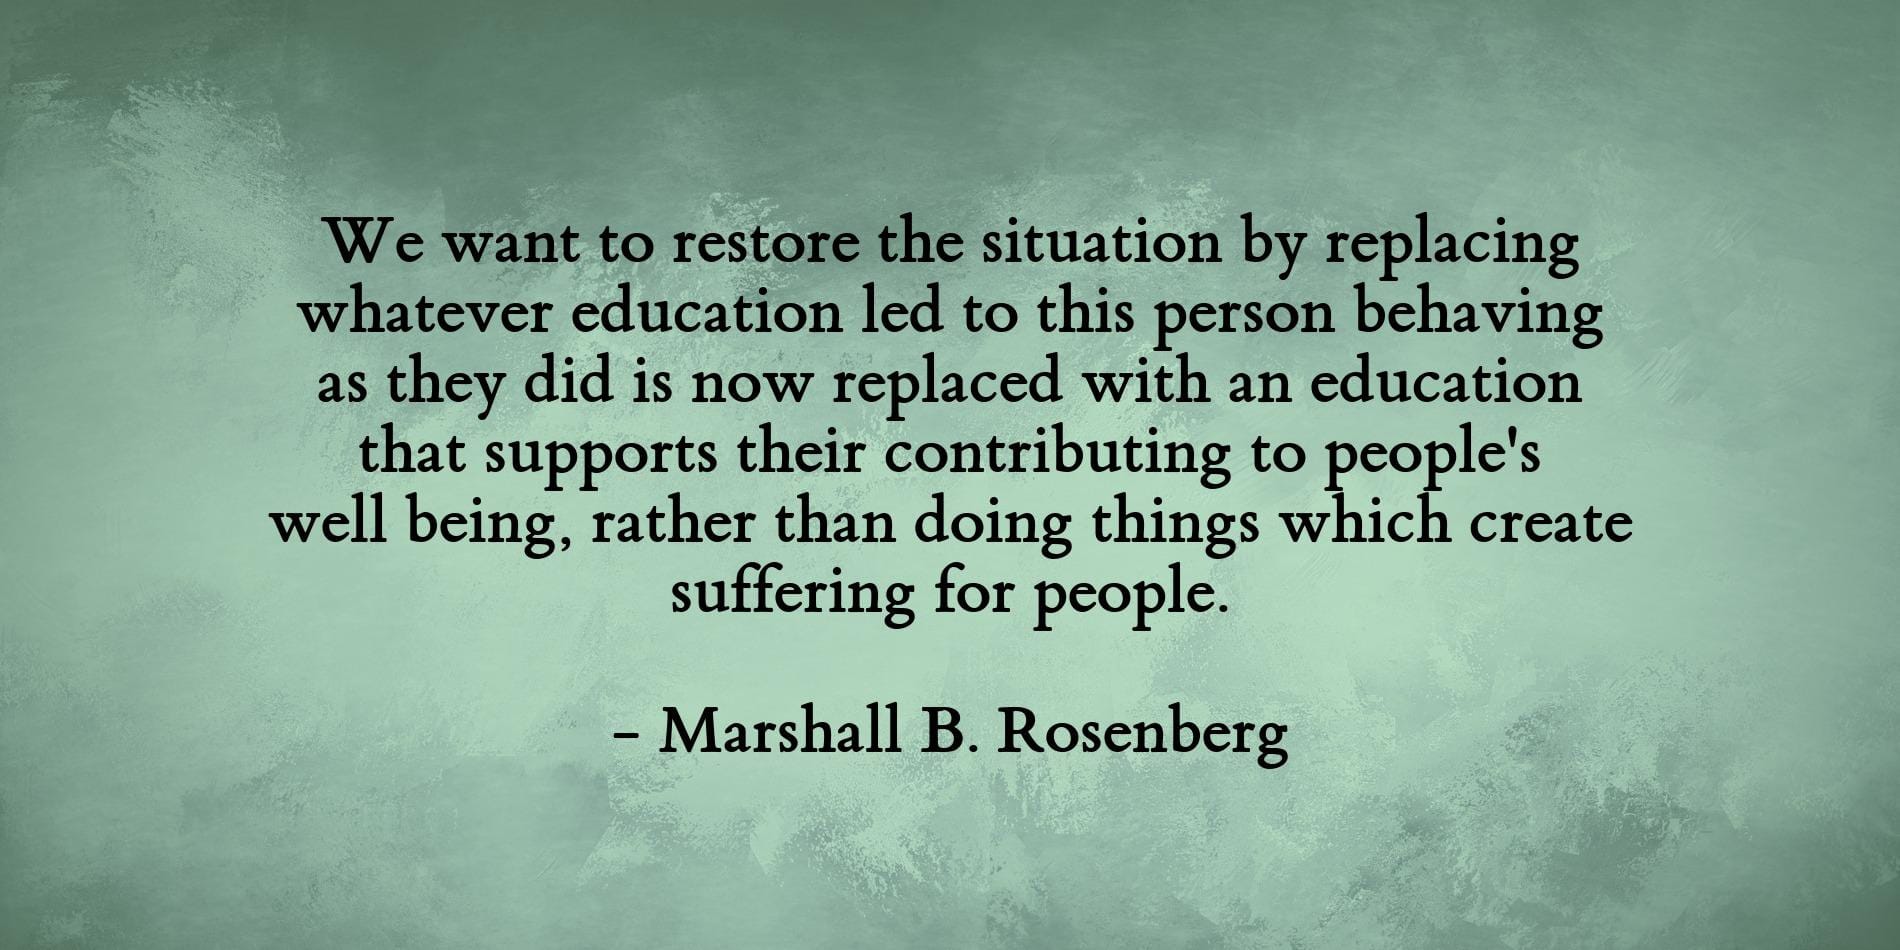 We want to restore the situation by replacing
whatever education led to this person behaving
as they did is now replaced with an education
that supports their contributing to people's
well being, rather than doing things which create
suffering for people.
– Marshall B. Rosenberg